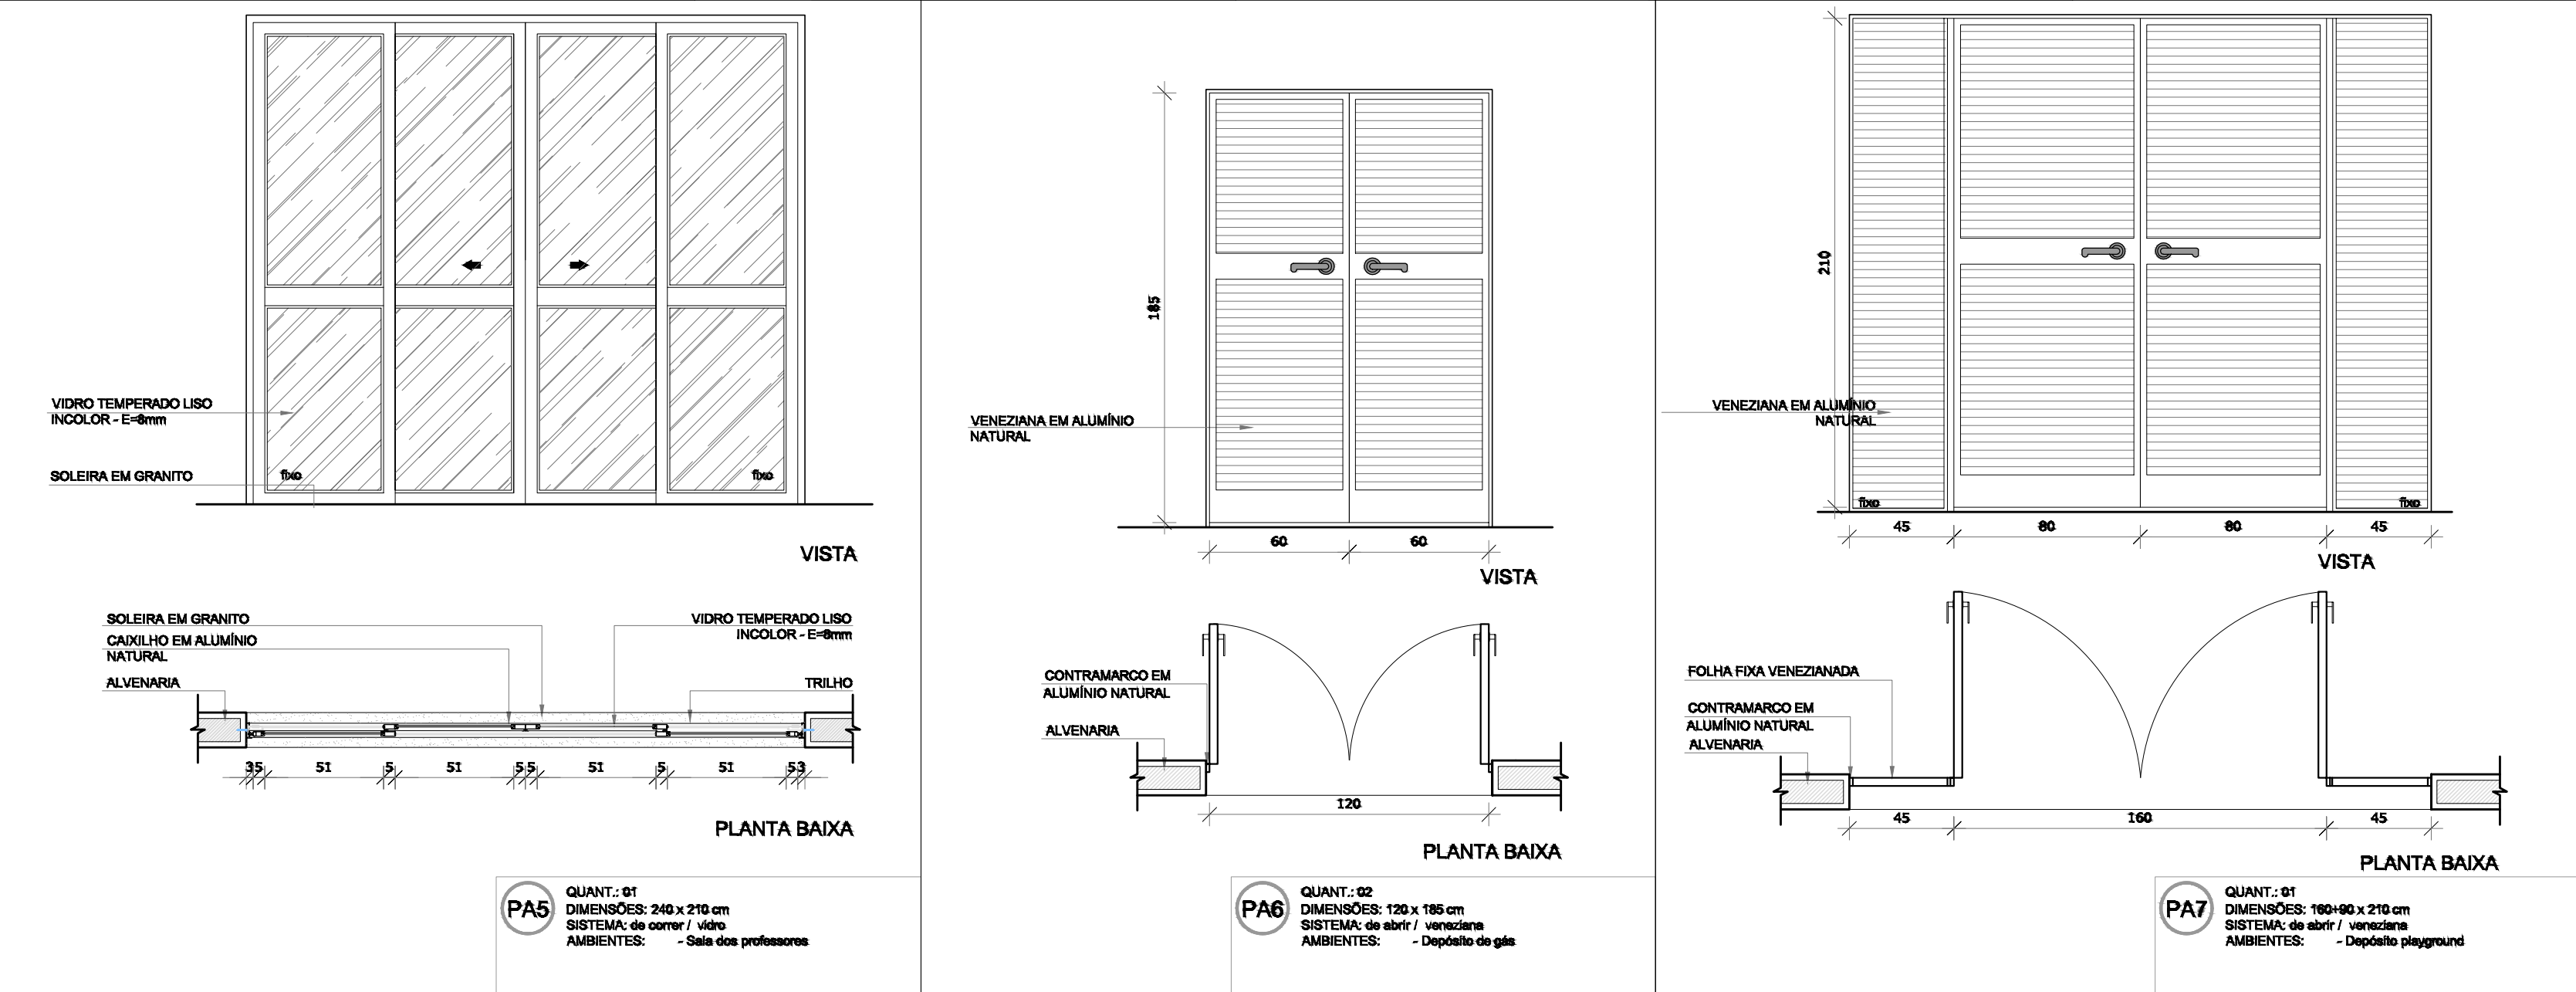 VIDRO TEMPERADO LISO
INCOLOR - E=8mm
SOLEIRA EM GRANITO
fixo
fixo
VISTA
SOLEIRA EM GRANITO
CAIXILHO EM ALUMÍNIO
NATURAL
ALVENARIA
VIDRO TEMPERADO LISO
INCOLOR - E=8mm
TRILHO
3 5 51 5 51 5 5 51 5 51 5 3
PLANTA BAIXA
PA5
QUANT.: 01
DIMENSÕES: 240 x 210 cm
SISTEMA: de correr / vidro
AMBIENTES: - Sala dos professores
185
VENEZIANA EM ALUMÍNIO
NATURAL
60 60
VISTA
CONTRAMARCO EM
ALUMÍNIO NATURAL
ALVENARIA
120
PLANTA BAIXA
PA6
QUANT.: 02
DIMENSÕES: 120 x 185 cm
SISTEMA: de abrir / veneziana
AMBIENTES: - Depósito de gás
210
VENEZIANA EM ALUMÍNIO
NATURAL
fixo
fixo
45 80 80 45
VISTA
FOLHA FIXA VENEZIANADA
CONTRAMARCO EM
ALUMÍNIO NATURAL
ALVENARIA
45 160 45
PLANTA BAIXA
PA7
QUANT.: 01
DIMENSÕES: 160+90 x 210 cm
SISTEMA: de abrir / veneziana
AMBIENTES: - Depósito playground